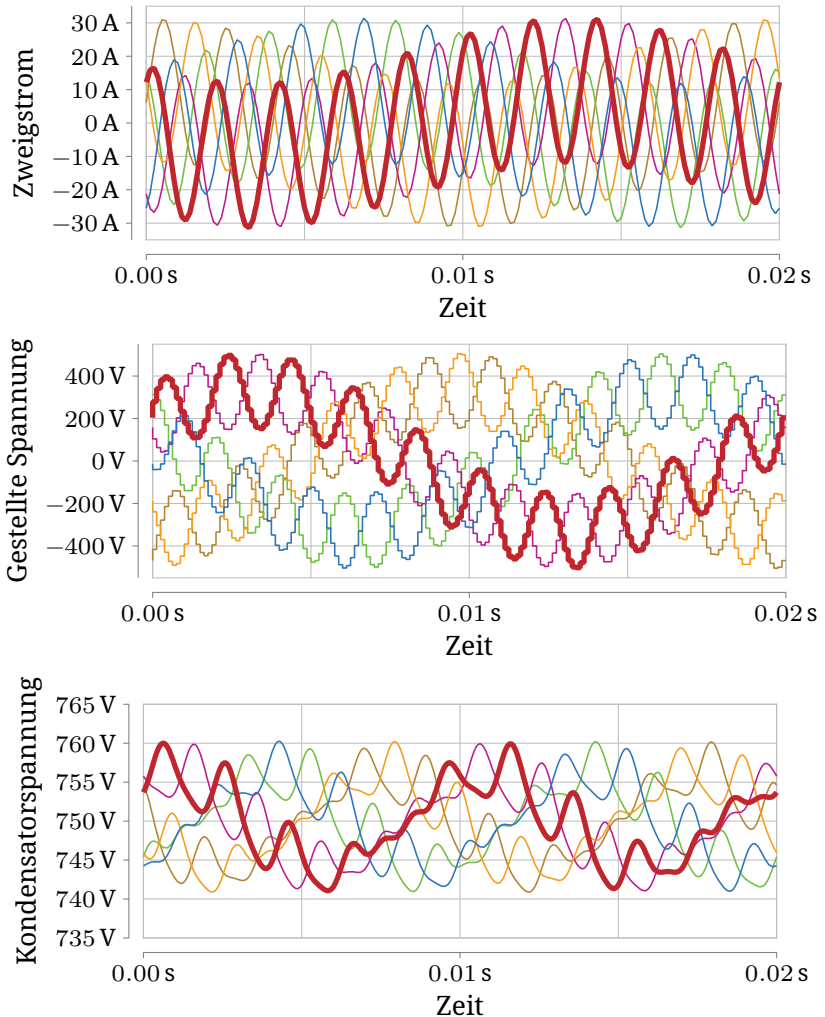 Zweigstrom
30 A
20 A
10 A
0 A
−10 A
−20 A
−30 A
0.00 s 0.01 s 0.02 s
Zeit
Gestellte Spannung
400 V
200 V
0 V
−200 V
−400 V
0.00 s 0.01 s 0.02 s
Zeit
Kondensatorspannung
765 V
760 V
755 V
750 V
745 V
740 V
735 V
0.00 s 0.01 s 0.02 s
Zeit